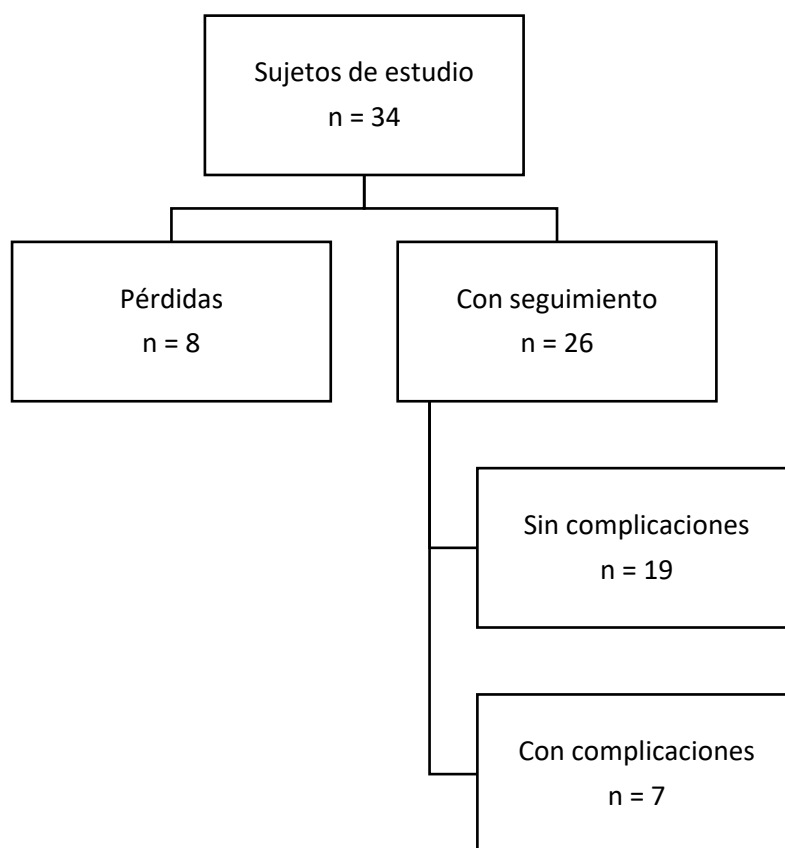 Sujetos de estudio
n = 34
Pérdidas
n = 8
Con seguimiento
n = 26
Sin complicaciones
n = 19
Con complicaciones
n = 7